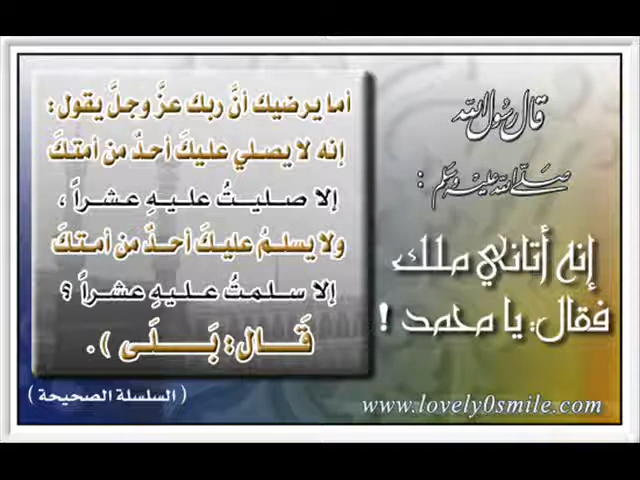 قال رسول الله
صلى الله عليه وسلم :
إنه أتاني ملك
فقال: يا محمد !
أما يرضيك أنَّ ربك عزَّ وجلَّ يقول:
إنه لا يصلي عليكَ أحدٌ من أمتكَ
إلا صليتُ عليهِ عشراً ،
ولا يسلمُ عليكَ أحدٌ من أمتكَ
إلا سلمتُ عليهِ عشراً ؟
قَال: بَلَى ) .
( السلسلة الصحيحة )
www.lovely0smile.com